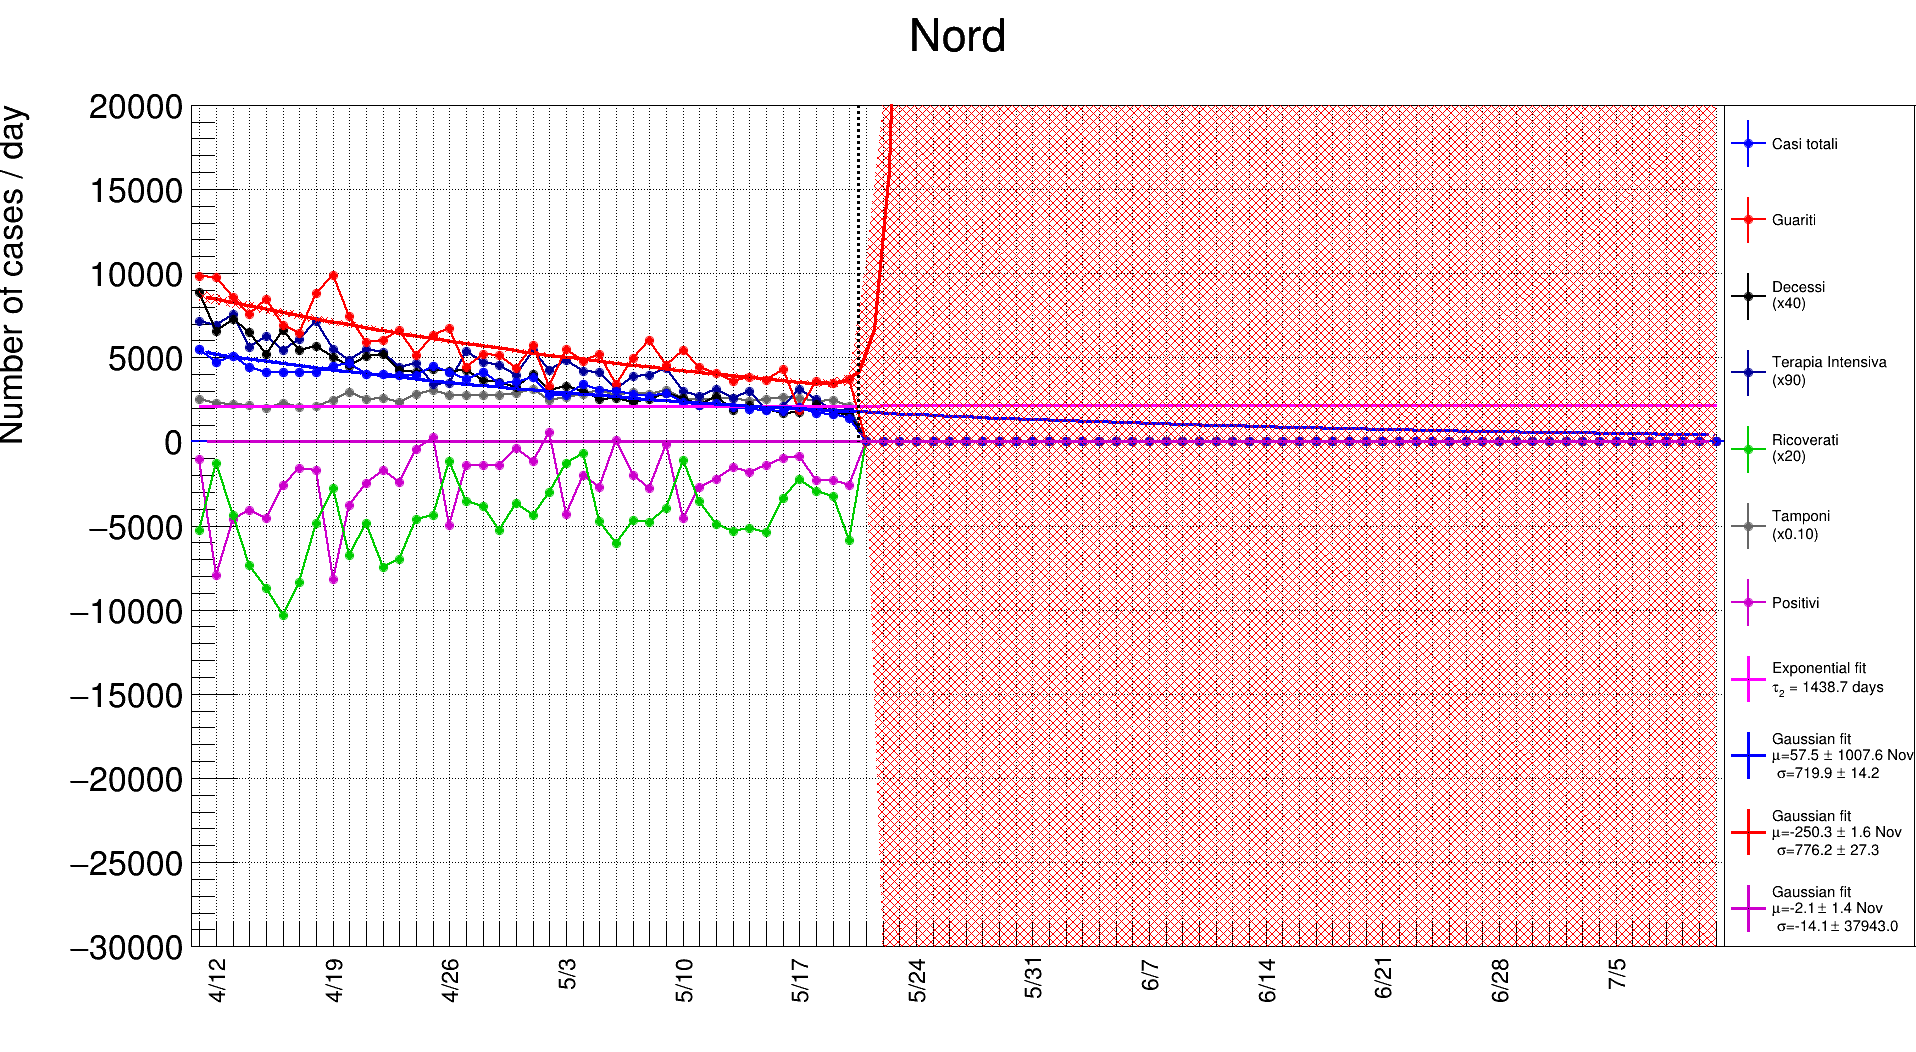 Nord
Number of cases / day
20000
15000
10000
5000
0
−5000
−10000
−15000
−20000
−25000
−30000
4/12
4/19
4/26
5/3
5/10
5/17
5/24
5/31
6/7
6/14
6/21
6/28
7/5
Casi totali
Guariti
Decessi
(x40)
Terapia Intensiva
(x90)
Ricoverati
(x20)
Tamponi
(x0.10)
Positivi
Exponential fit
τ₂ = 1438.7 days
Gaussian fit
μ=57.5 ± 1007.6 Nov
σ=719.9 ± 14.2
Gaussian fit
μ=-250.3 ± 1.6 Nov
σ=776.2 ± 27.3
Gaussian fit
μ=-2.1 ± 1.4 Nov
σ=-14.1 ± 37943.0